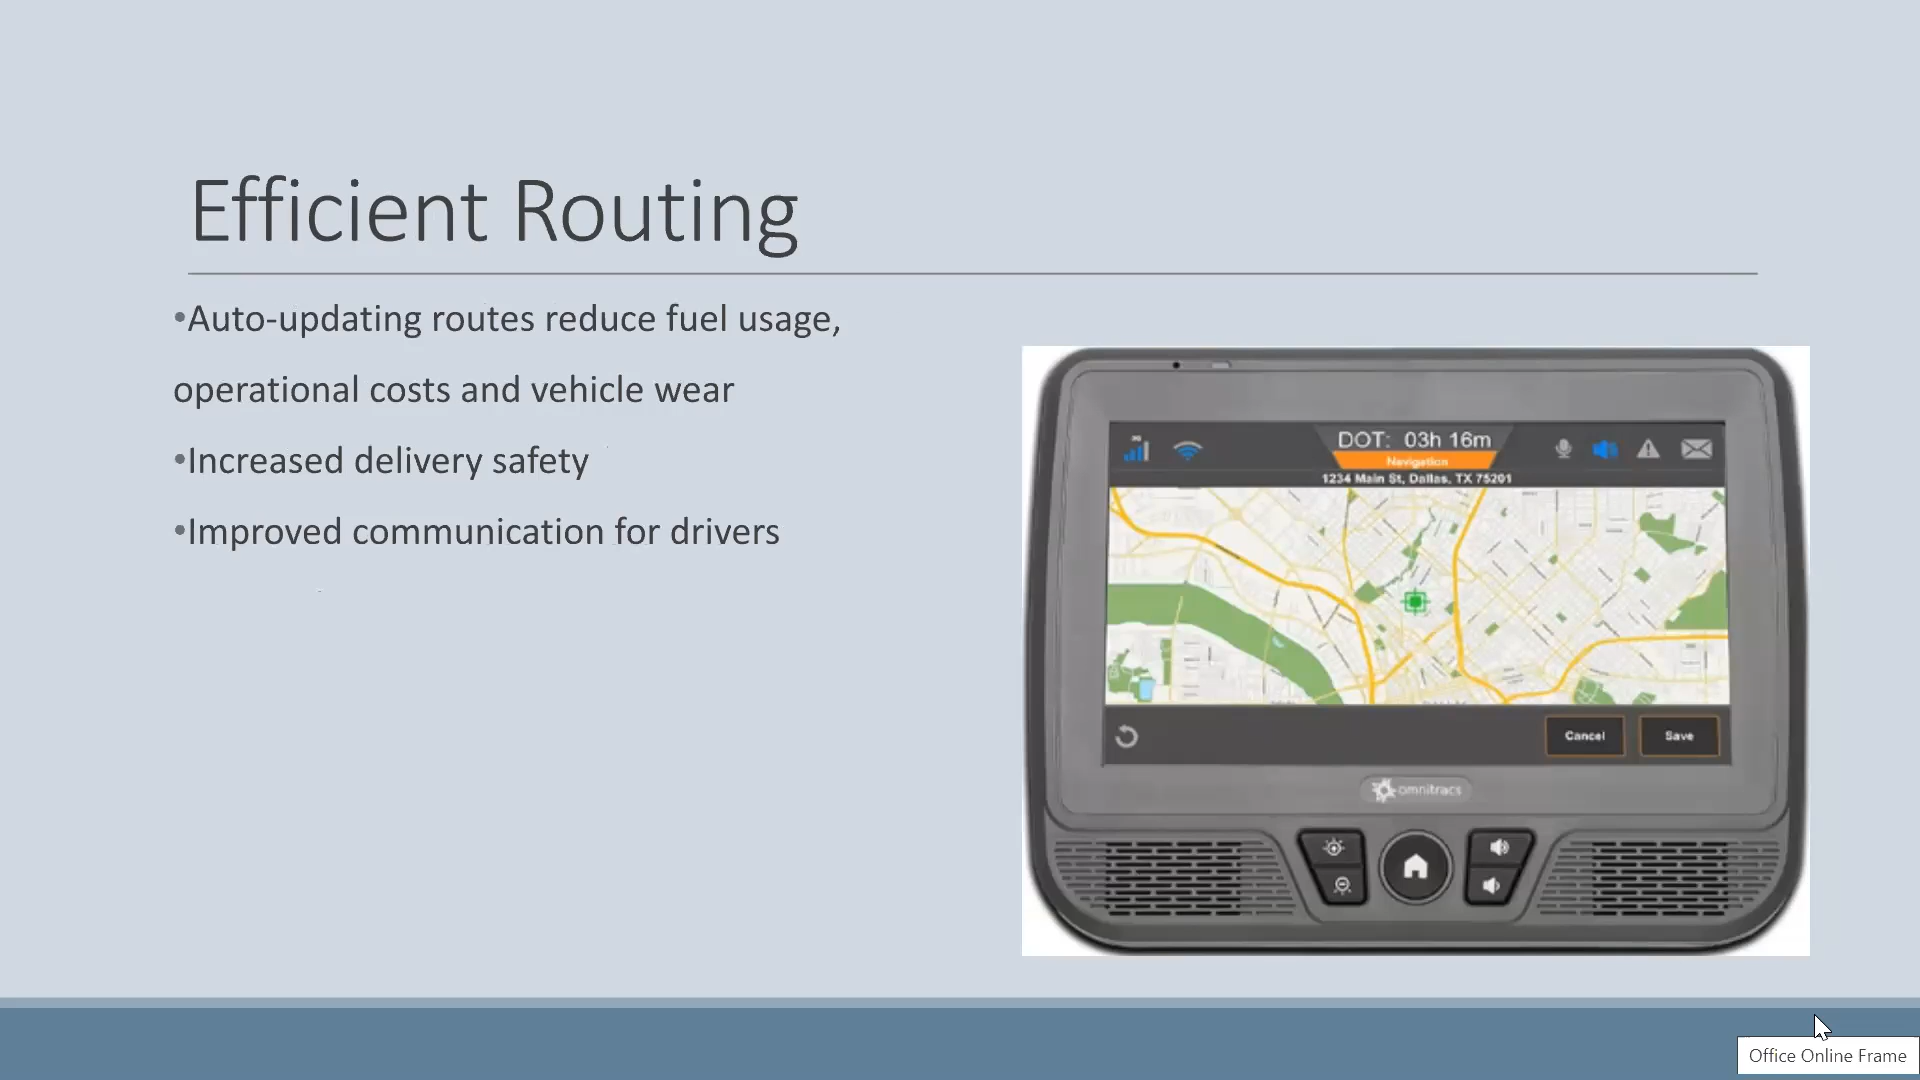 Efficient Routing
•Auto-updating routes reduce fuel usage,
operational costs and vehicle wear
•Increased delivery safety
•Improved communication for drivers
DOT: 03h 16m
Navigation
1234 Main St, Dallas, TX 75201
Cancel
Save
omnitracs
Office Online Frame